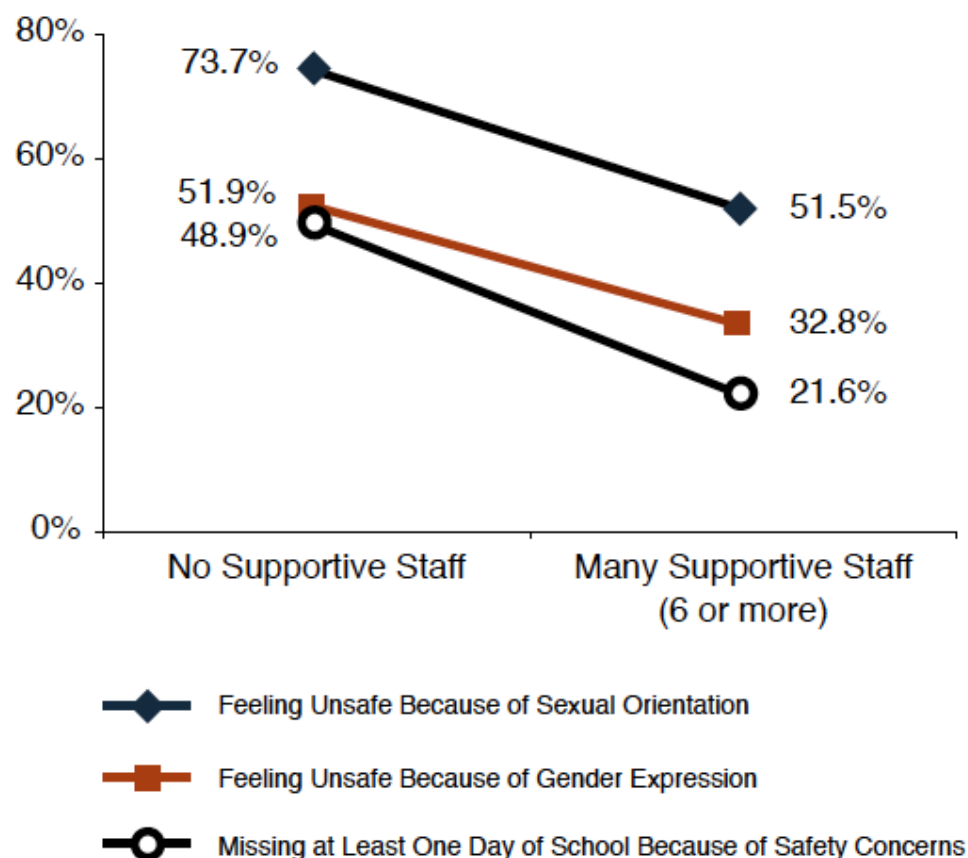 80%
73.7%
60%
51.9%
51.5%
48.9%
40%
32.8%
20%
21.6%
0%
No Supportive Staff
Many Supportive Staff
(6 or more)
Feeling Unsafe Because of Sexual Orientation
Feeling Unsafe Because of Gender Expression
Missing at Least One Day of School Because of Safety Concerns